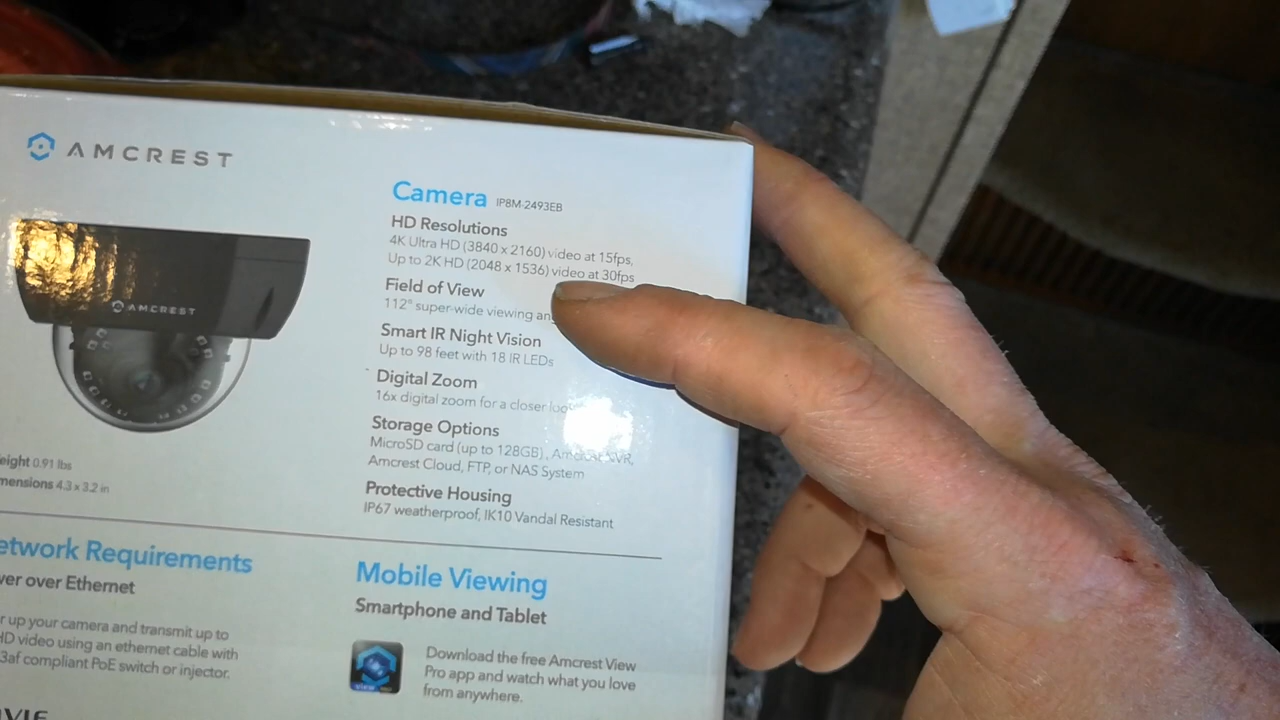 AMCREST
Camera IP8M-2493EB
HD Resolutions
4K Ultra HD (3840 x 2160) video at 15fps,
Up to 2K HD (2048 x 1536) video at 30fps
Field of View
112° super-wide viewing
Smart IR Night Vision
Up to 98 feet with 18 IR LEDs
Digital Zoom
16x digital zoom for a closer
Storage Options
MicroSD card (up to 128GB),
Amcrest Cloud, FTP, or NAS System
Protective Housing
IP67 weatherproof, IK10 Vandal Resistant
AMCREST
eight 0.91 lbs
mensions 4.3 x 3.2 in
etwork Requirements
wer over Ethernet
r up your camera and transmit up to
HD video using an ethernet cable with
3af compliant PoE switch or injector.
Mobile Viewing
Smartphone and Tablet
Download the free Amcrest View
Pro app and watch what you love
from anywhere.